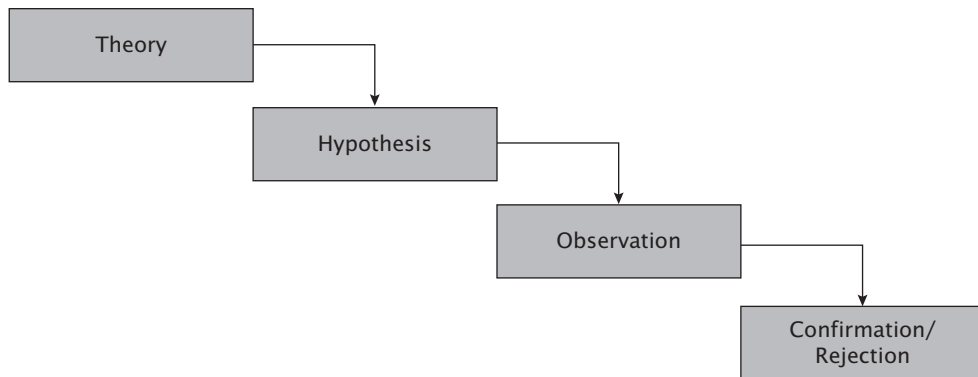 Theory
Hypothesis
Observation
Confirmation/
Rejection